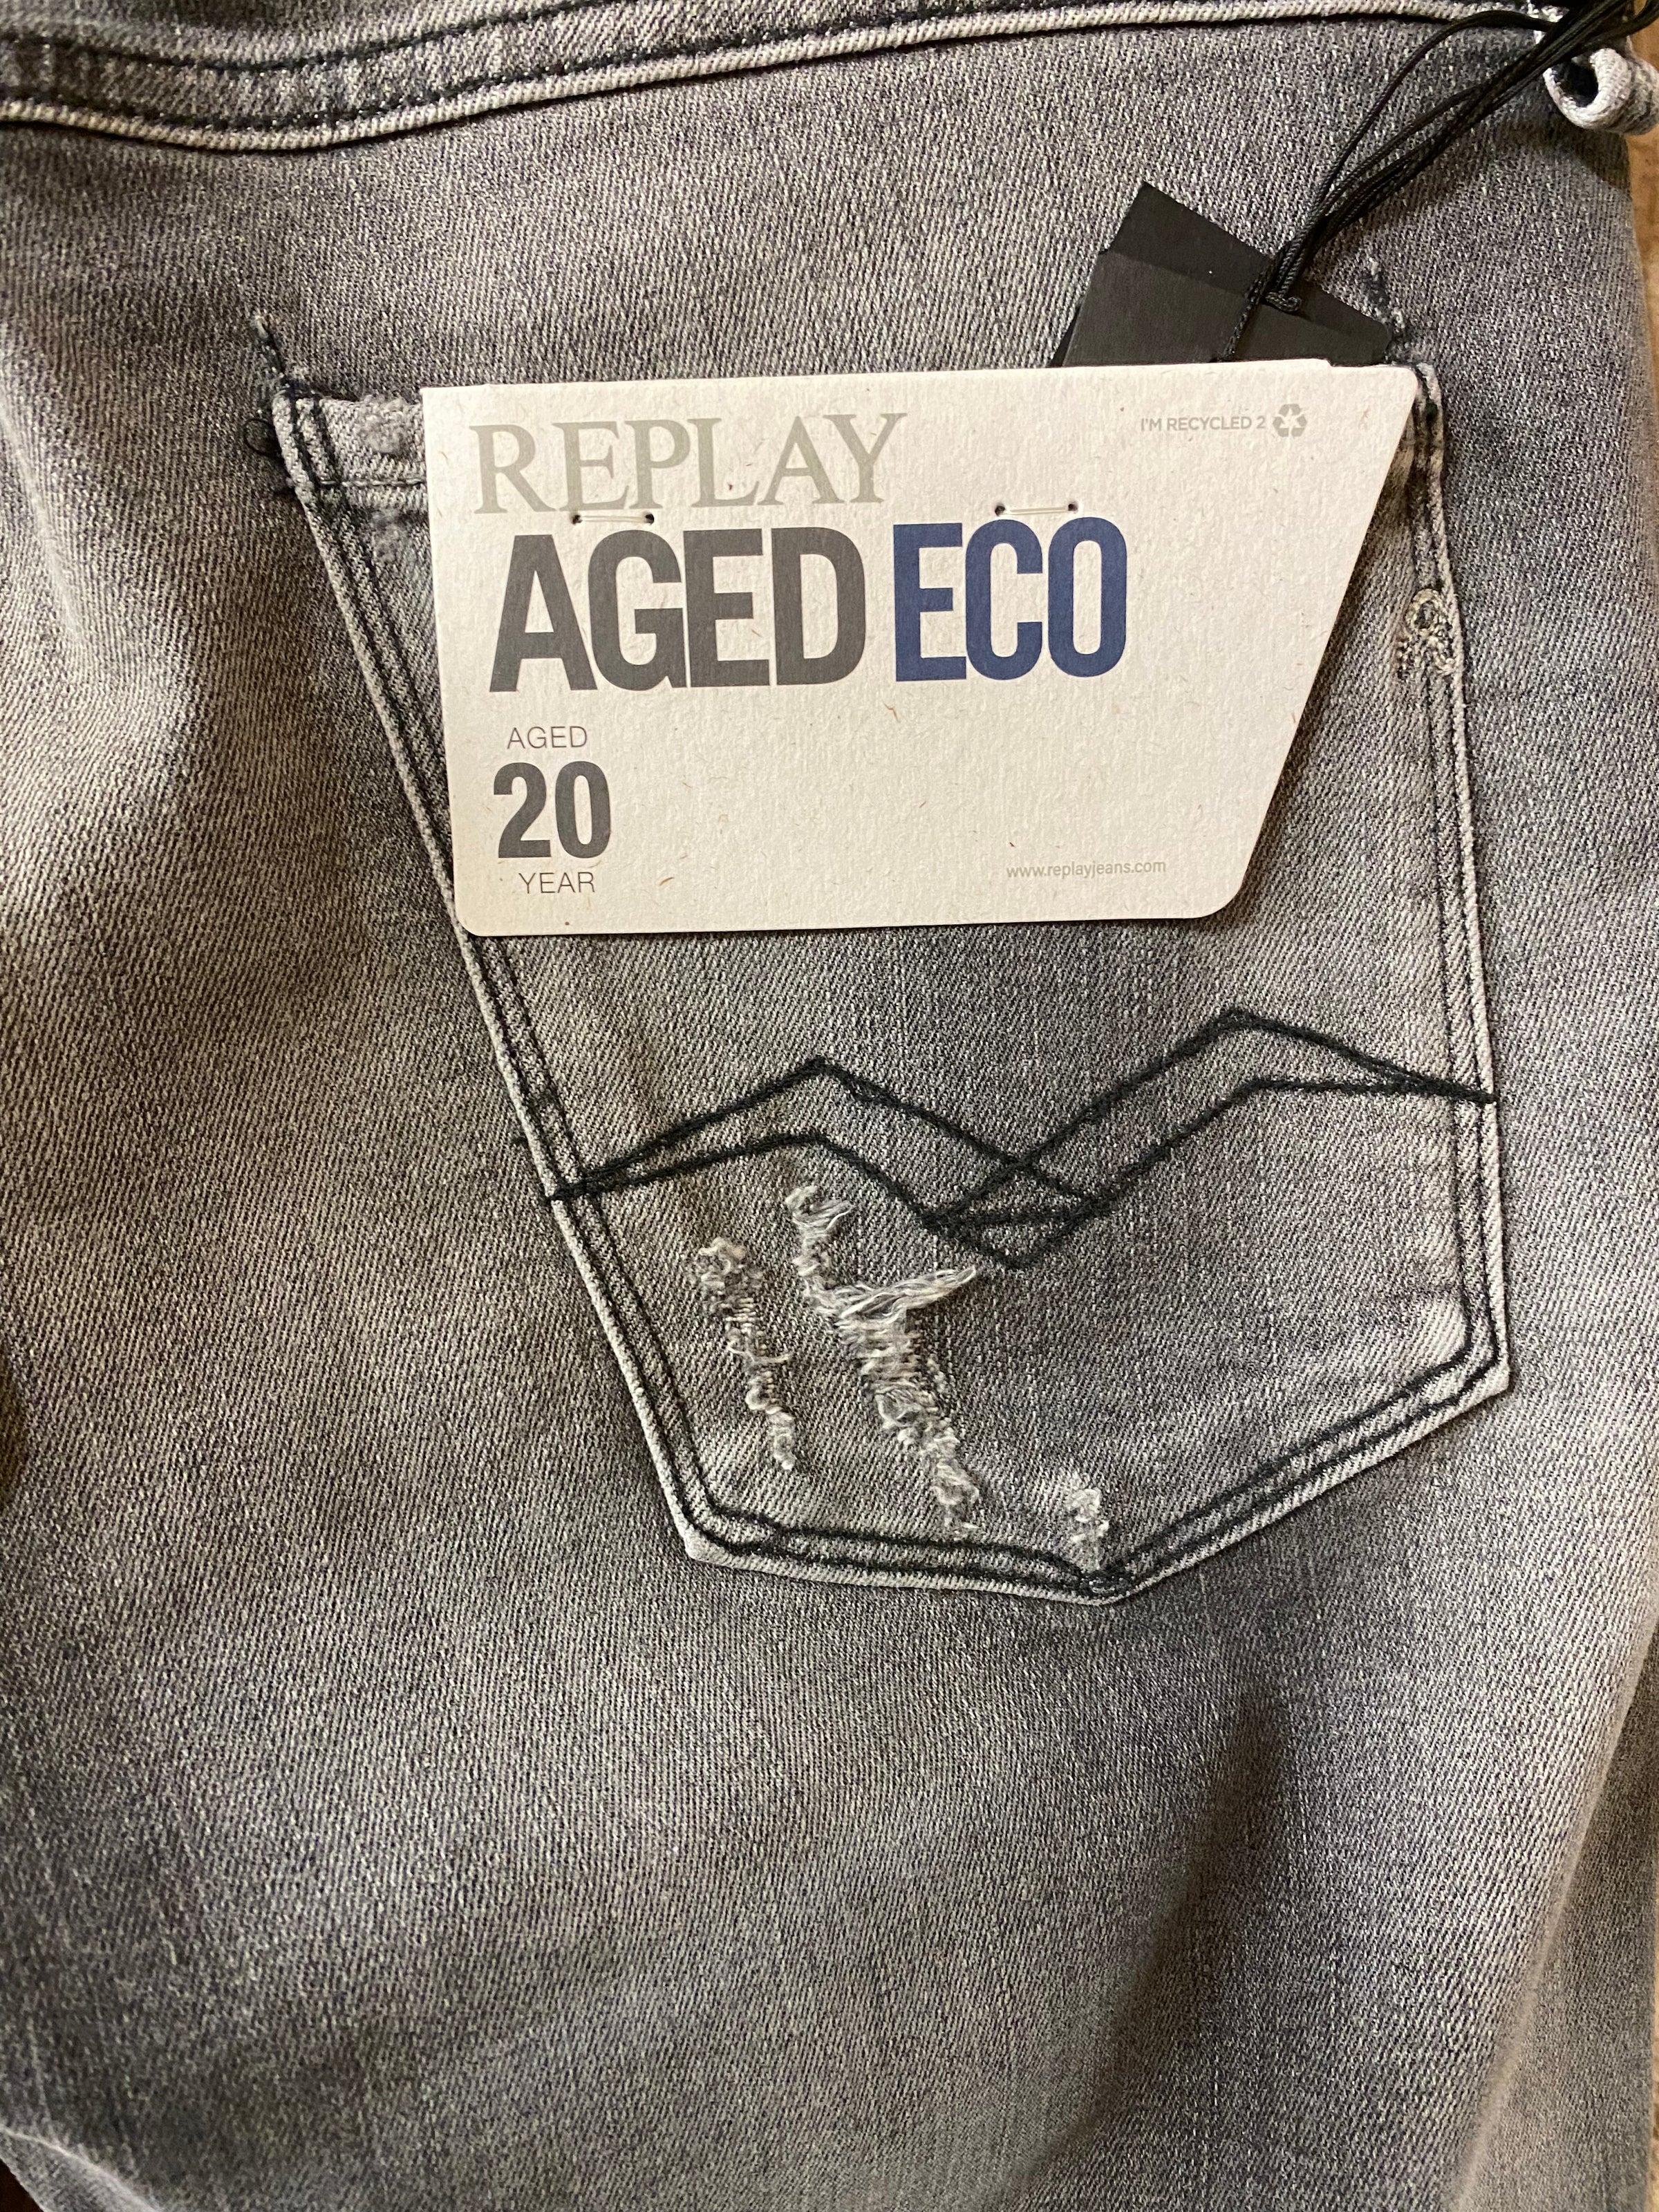 REPLAY
I'M RECYCLED 2
AGED ECO
AGED
20
YEAR
www.replayjeans.com